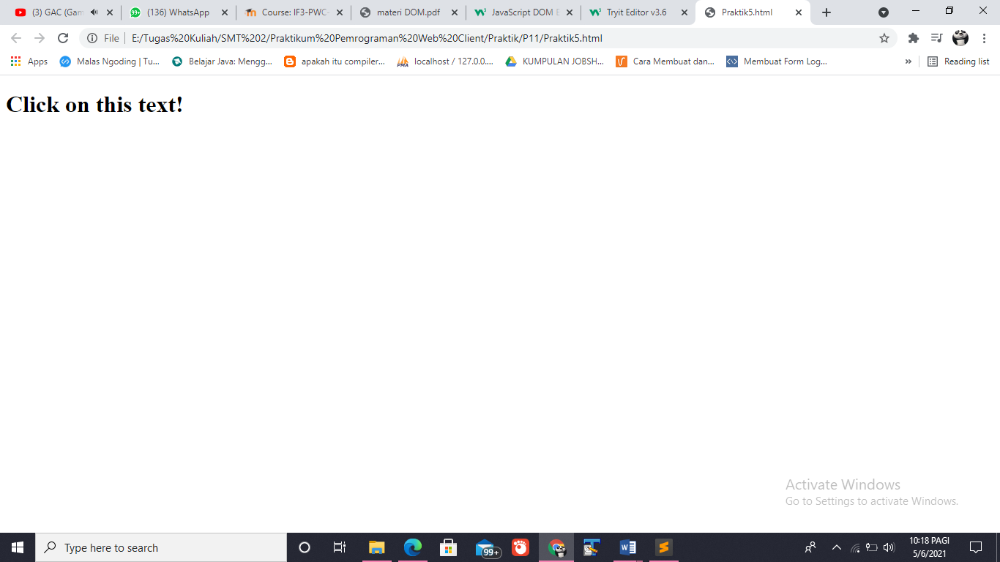 (3) GAC (Gam
(136) WhatsApp
Course: IF3-PWC-
materi DOM.pdf
JavaScript DOM E
Tryit Editor v3.6
Praktik5.html
File
E:/Tugas%20Kuliah/SMT%202/Praktikum%20Pemrograman%20Web%20Client/Praktik/P11/Praktik5.html
Apps
Malas Ngoding | Tu...
Belajar Java: Mengg...
apakah itu compiler...
PMA
localhost / 127.0.0....
KUMPULAN JOBSH...
Cara Membuat dan...
Membuat Form Log...
»
Reading list
Click on this text!
Activate Windows
Go to Settings to activate Windows.
Type here to search
99+
10:18 PAGI
5/6/2021